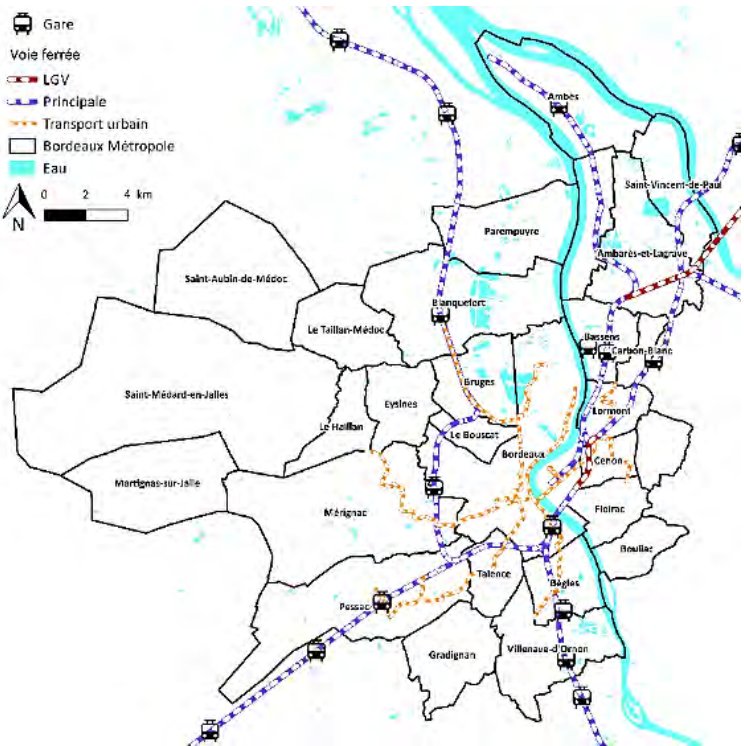 Gare
Voie ferrée
LGV
Principale
Transport urbain
Bordeaux Métropole
Eau
0 2 4 km
N
Ambès
Saint-Vincent-de-Paul
Parempuyre
Ambarès-et-Lagrave
Saint-Aubin-de-Médoc
Blanquefort
Le Taillan-Médoc
Bassens
Carbon-Blanc
Bruges
Saint-Médard-en-Jalles
Eysines
Lormont
Le Haillan
Le Bouscat
Bordeaux
Cenon
Martignas-sur-Jalle
Mérignac
Floirac
Bouliac
Talence
Bègles
Pessac
Villenave-d'Ornon
Gradignan